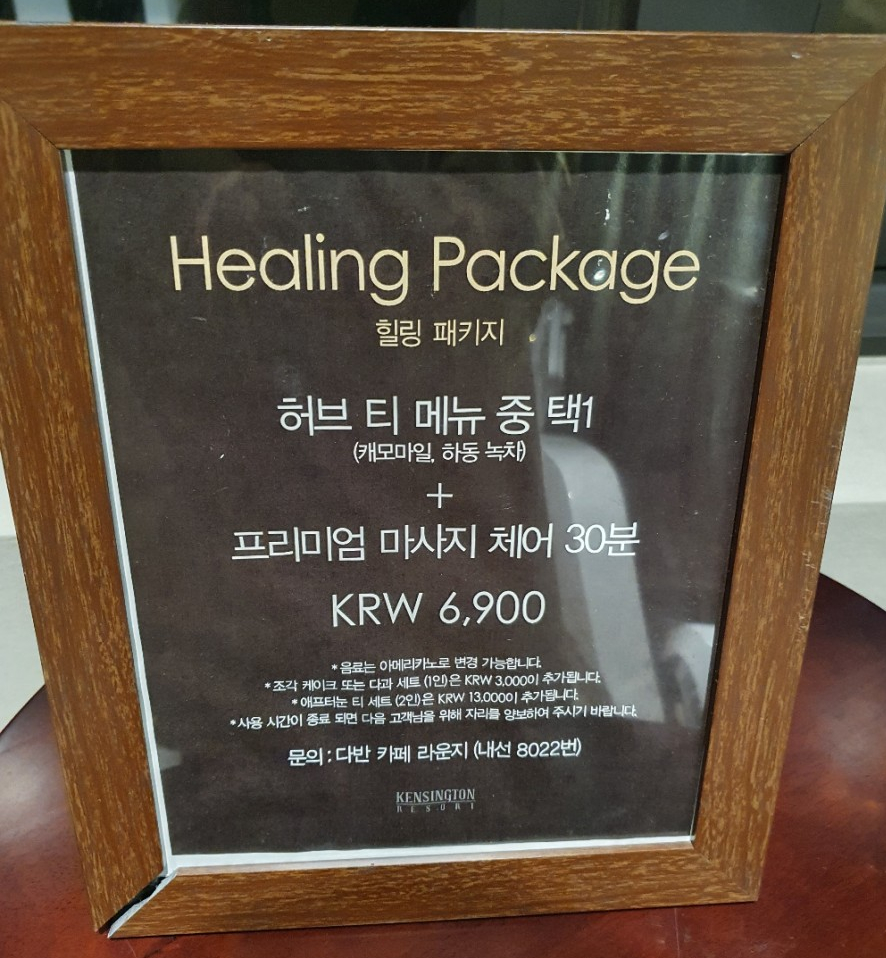 Healing Package
힐링 패키지
허브 티 메뉴 중 택1
(캐모마일, 하동 녹차)
+
프리미엄 마사지 체어 30분
KRW 6,900
* 음료는 아메리카노로 변경 가능합니다.
* 조각 케이크 또는 다과 세트 (1인)은 KRW 3,000이 추가됩니다.
* 애프터눈 티 세트 (2인)은 KRW 13,000이 추가됩니다.
* 사용 시간이 종료 되면 다음 고객님을 위해 자리를 양보하여 주시기 바랍니다.
문의 : 다반 카페 라운지 (내선 8022번)
KENSINGTON
RESORT